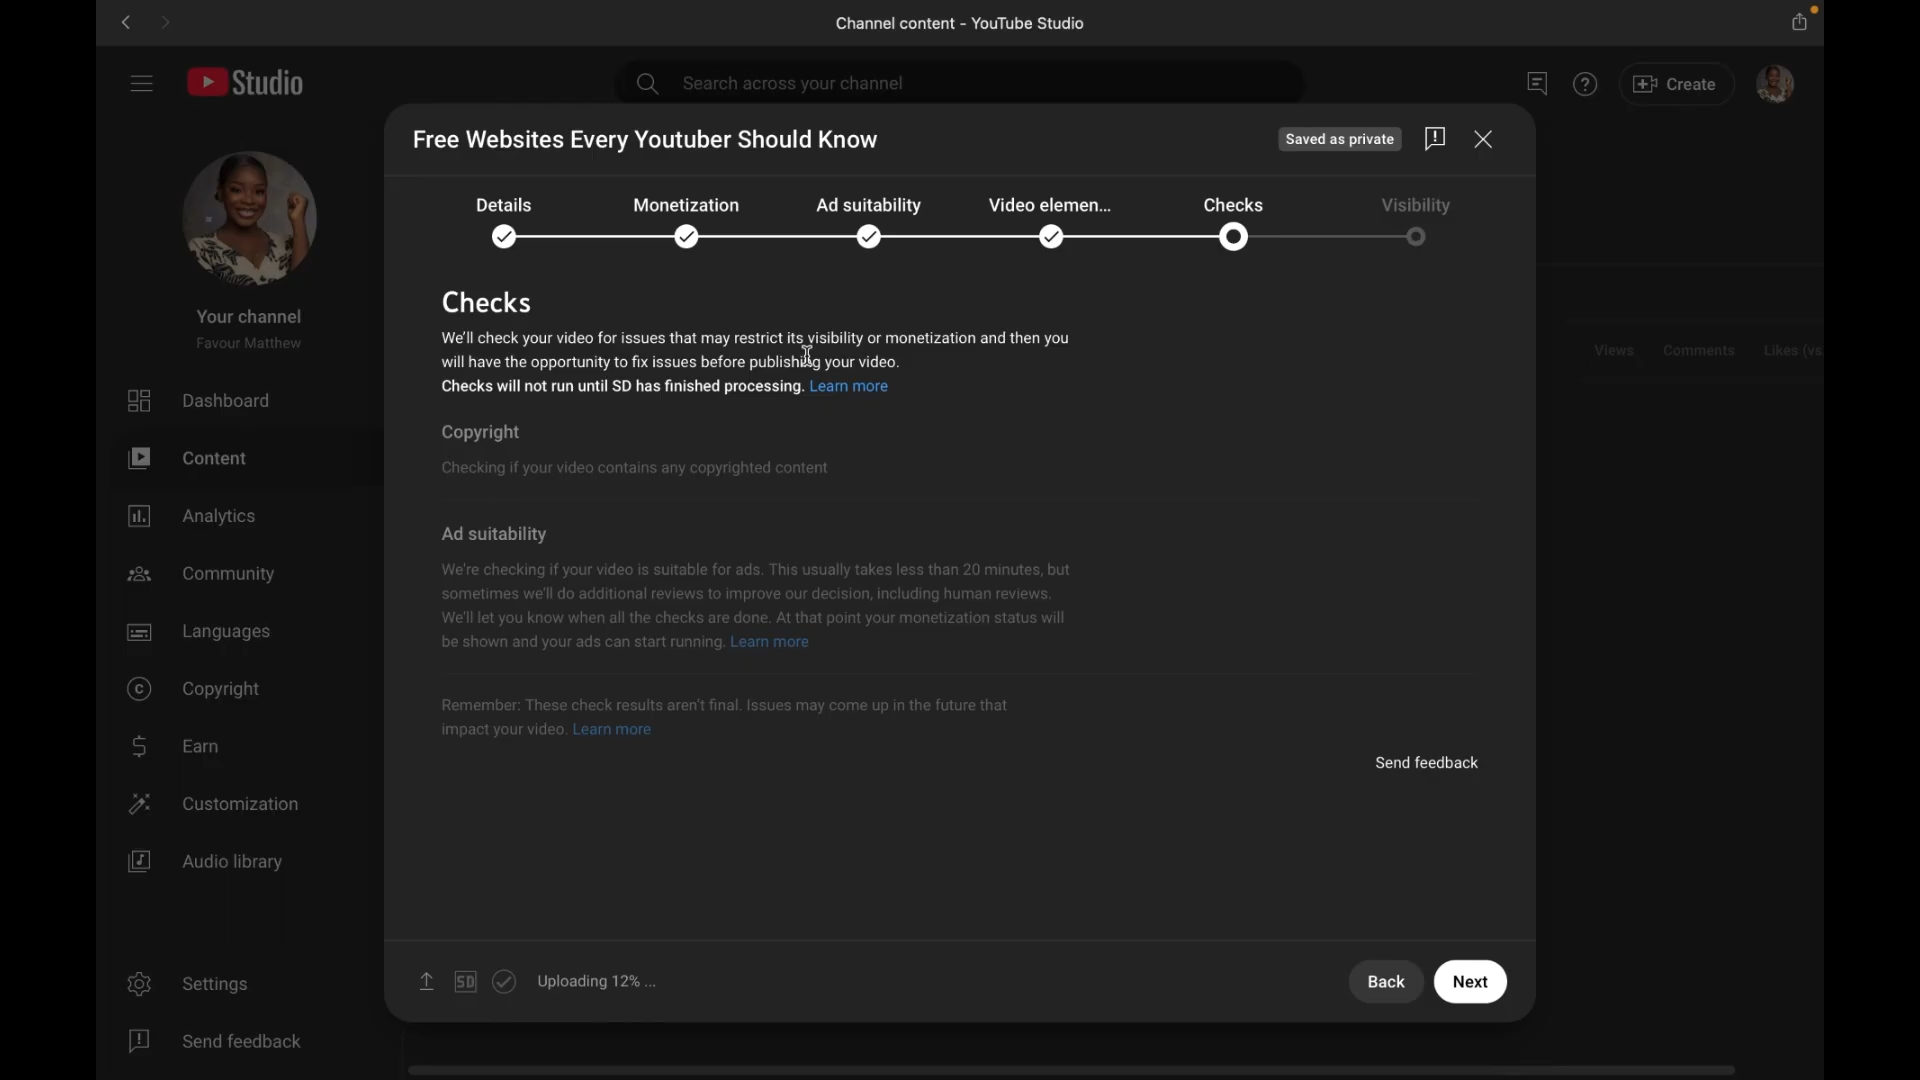 Channel content - YouTube Studio
Studio
Search across your channel
Create
Free Websites Every Youtuber Should Know
Saved as private
Details
Monetization
Ad suitability
Video elemen...
Checks
Visibility
Your channel
Favour Matthew
Dashboard
Content
Analytics
Community
Languages
Copyright
Earn
Customization
Audio library
Settings
Send feedback
Checks
We'll check your video for issues that may restrict its visibility or monetization and then you
will have the opportunity to fix issues before publishing your video.
Checks will not run until SD has finished processing. Learn more
Copyright
Checking if your video contains any copyrighted content
Ad suitability
We're checking if your video is suitable for ads. This usually takes less than 20 minutes, but
sometimes we'll do additional reviews to improve our decision, including human reviews.
We'll let you know when all the checks are done. At that point your monetization status will
be shown and your ads can start running. Learn more
Remember: These check results aren't final. Issues may come up in the future that
impact your video. Learn more
Send feedback
Views
Comments
Likes (vs
SD
Uploading 12% ...
Back
Next